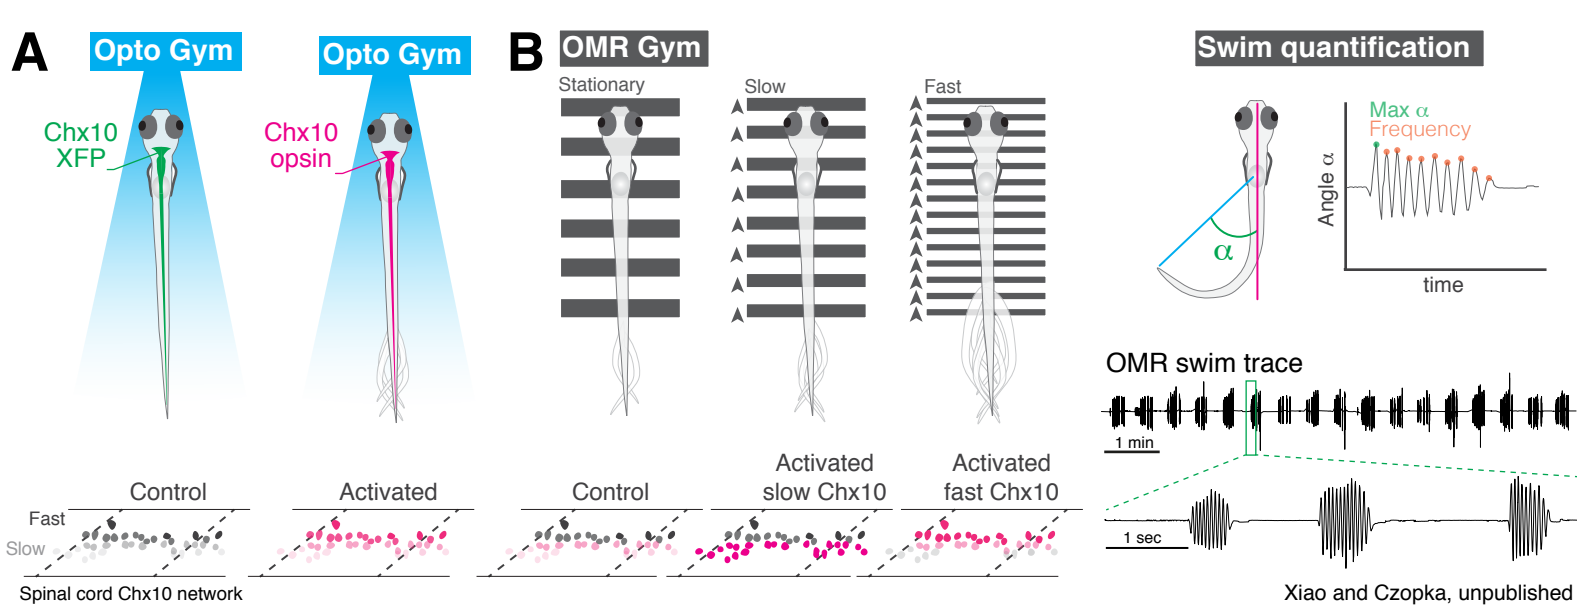 A
Opto Gym
Opto Gym
Chx10
XFP
Chx10
opsin
Control
Activated
Fast
Slow
Spinal cord Chx10 network
B
OMR Gym
Stationary
Slow
Fast
Control
Activated
slow Chx10
Activated
fast Chx10
Swim quantification
α
Max α
Frequency
Angle α
time
OMR swim trace
1 min
1 sec
Xiao and Czopka, unpublished